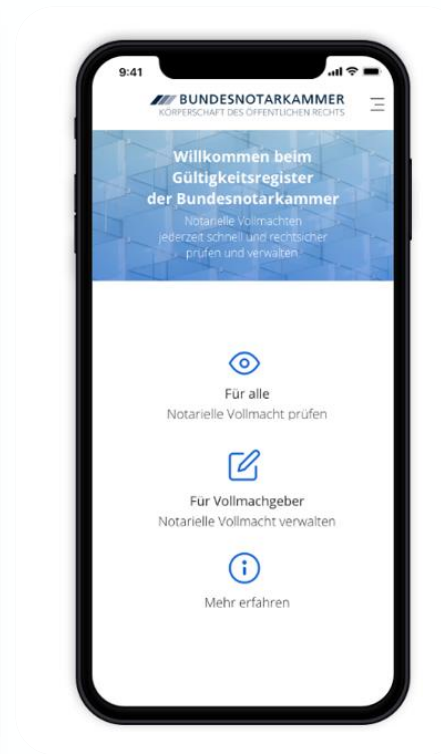 9:41
BUNDESNOTARKAMMER
KÖRPERSCHAFT DES ÖFFENTLICHEN RECHTS
Willkommen beim
Gültigkeitsregister
der Bundesnotarkammer
Notarielle Vollmachten
jederzeit schnell und rechtsicher
prüfen und verwalten
Für alle
Notarielle Vollmacht prüfen
Für Vollmachgeber
Notarielle Vollmacht verwalten
Mehr erfahren